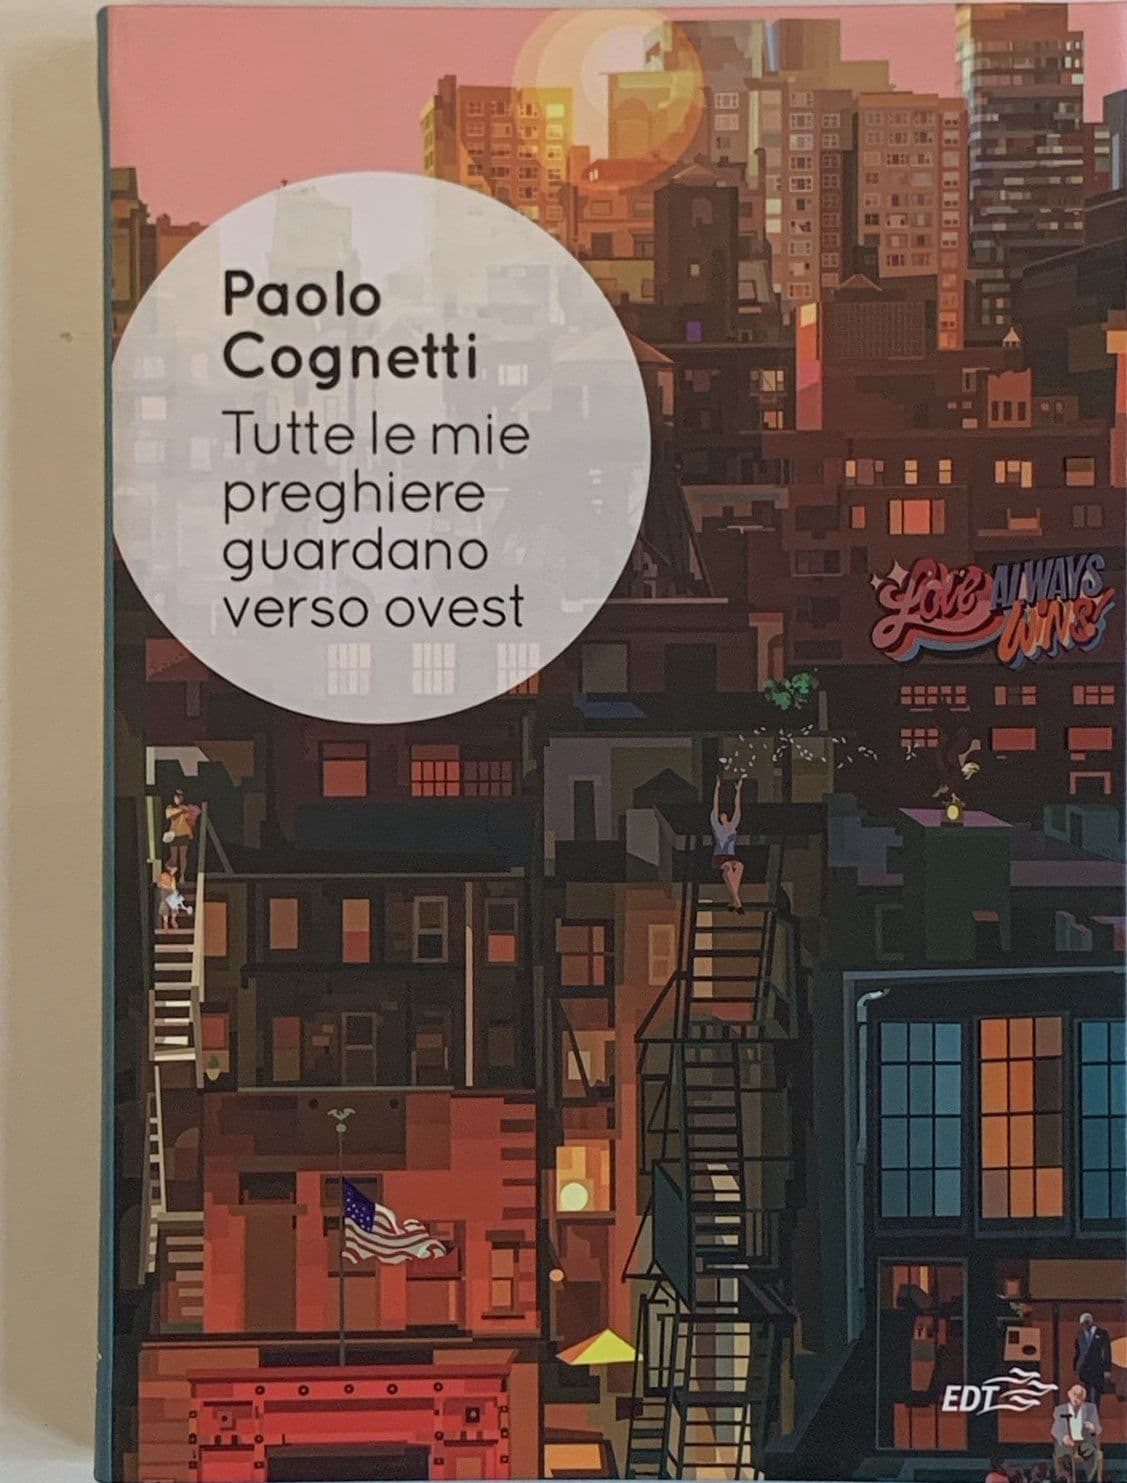 Paolo
Cognetti
Tutte le mie
preghiere
guardano
verso ovest
Love ALWAYS
WINS!
EDT